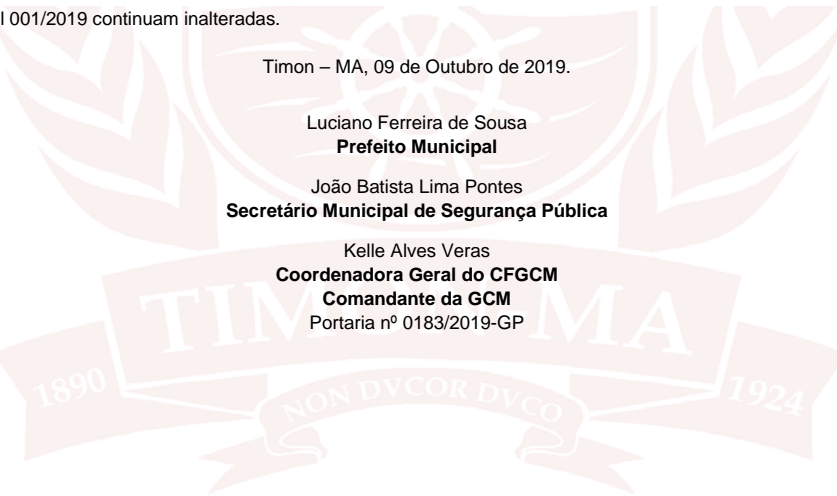 l 001/2019 continuam inalteradas.
Timon – MA, 09 de Outubro de 2019.
Luciano Ferreira de Sousa
Prefeito Municipal
João Batista Lima Pontes
Secretário Municipal de Segurança Pública
Kelle Alves Veras
Coordenadora Geral do CFGCM
Comandante da GCM
Portaria nº 0183/2019-GP
TIMON-MA
1890
NON DVCOR DVCO
1924